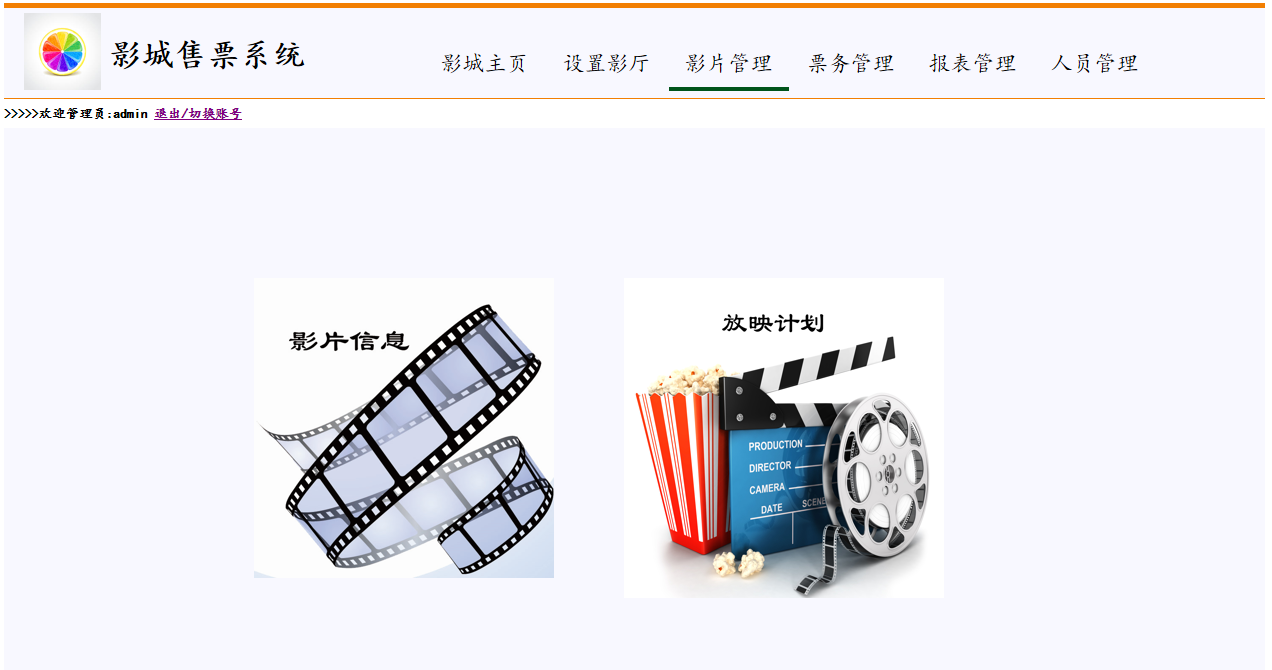 影城售票系统
影城主页 设置影厅 影片管理 票务管理 报表管理 人员管理
>>>>>欢迎管理员:admin 退出/切换账号
影片信息
放映计划
PRODUCTION
DIRECTOR
CAMERA
DATE SCENE